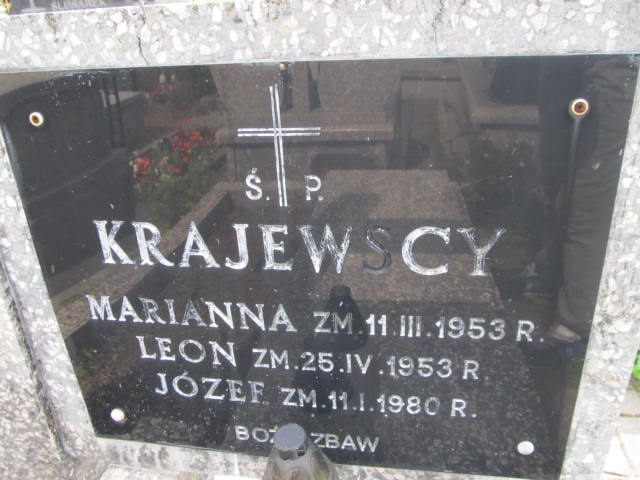 Ś. P.
KRAJEWSCY
MARIANNA ZM. 11. III. 1953 R.
LEON ZM. 25. IV. 1953 R.
JÓZEF ZM. 11. I. 1980 R.
ZBAW